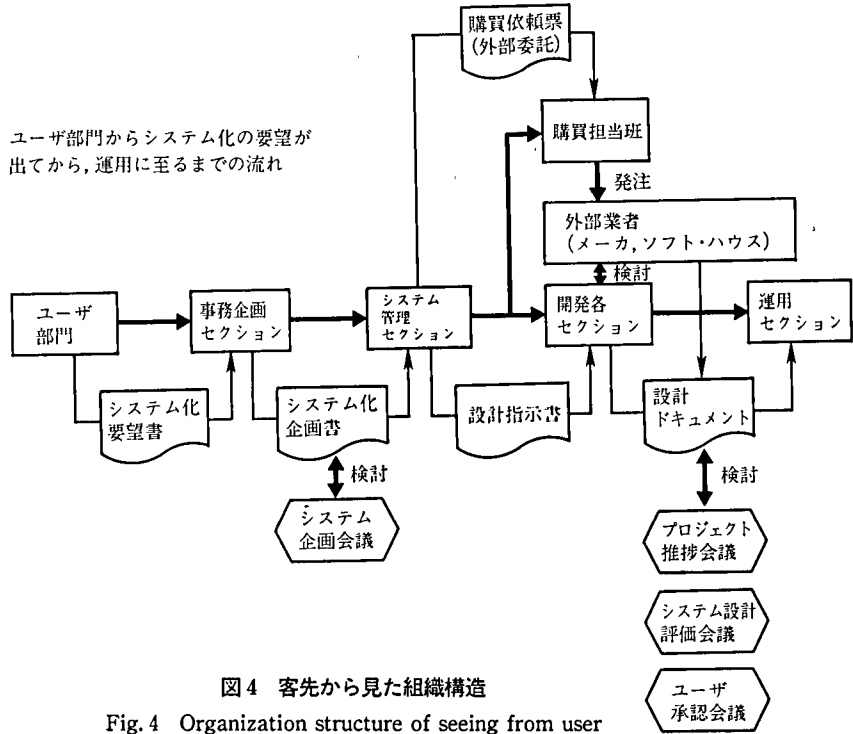 購買依頼票
(外部委託)
ユーザ部門からシステム化の要望が
出てから,運用に至るまでの流れ
購買担当班
発注
外部業者
(メーカ,ソフト・ハウス)
検討
ユーザ
部門
事務企画
セクション
システム
管理
セクション
開発各
セクション
運用
セクション
システム化
要望書
システム化
企画書
設計指示書
設計
ドキュメント
検討
検討
システム
企画会議
プロジェクト
推捗会議
システム設計
評価会議
ユーザ
承認会議
図4 客先から見た組織構造
Fig. 4 Organization structure of seeing from user